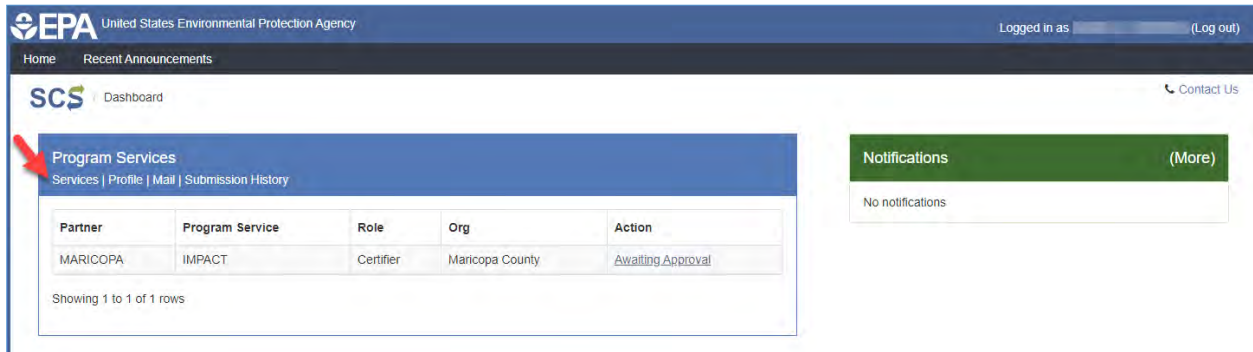 EPA United States Environmental Protection Agency
Logged in as (Log out)
Home Recent Announcements
SCS Dashboard
Contact Us
Program Services
Services | Profile | Mail | Submission History
Partner Program Service Role Org Action
MARICOPA IMPACT Certifier Maricopa County Awaiting Approval
Showing 1 to 1 of 1 rows
Notifications (More)
No notifications